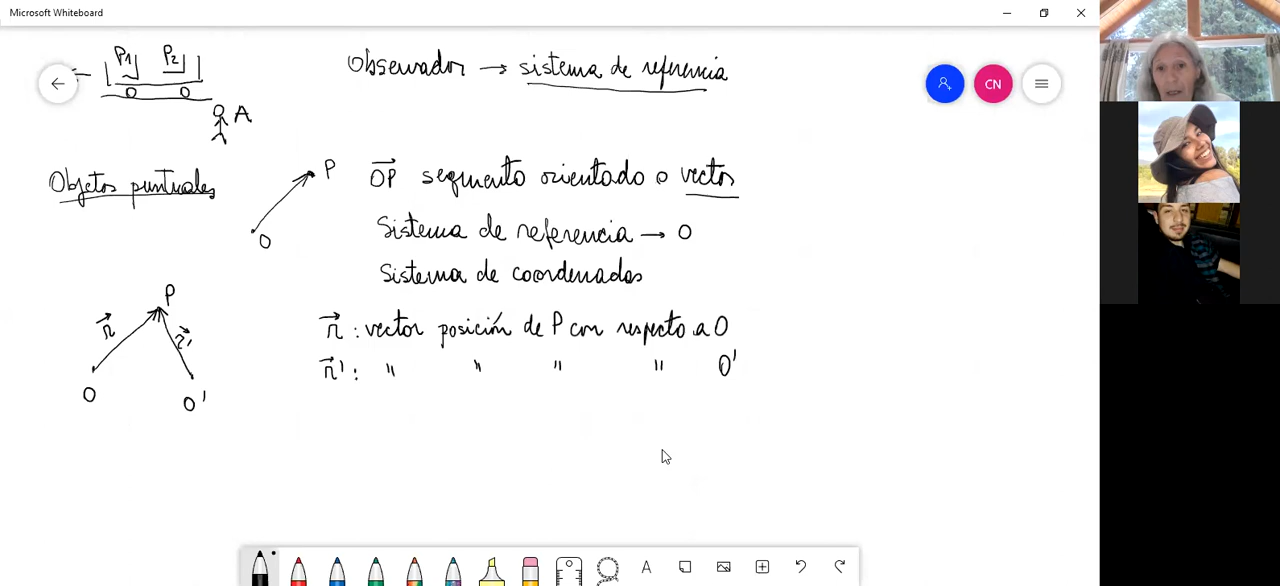 Microsoft Whiteboard
P1 P2
Observador → sistema de referencia
CN
A
Objetos puntuales
P
O
OP segmento orientado o vector
Sistema de referencia → O
Sistema de coordenadas
P
r
r'
O
O'
r : vector posición de P con respecto a O
r' : " " " " O'
A